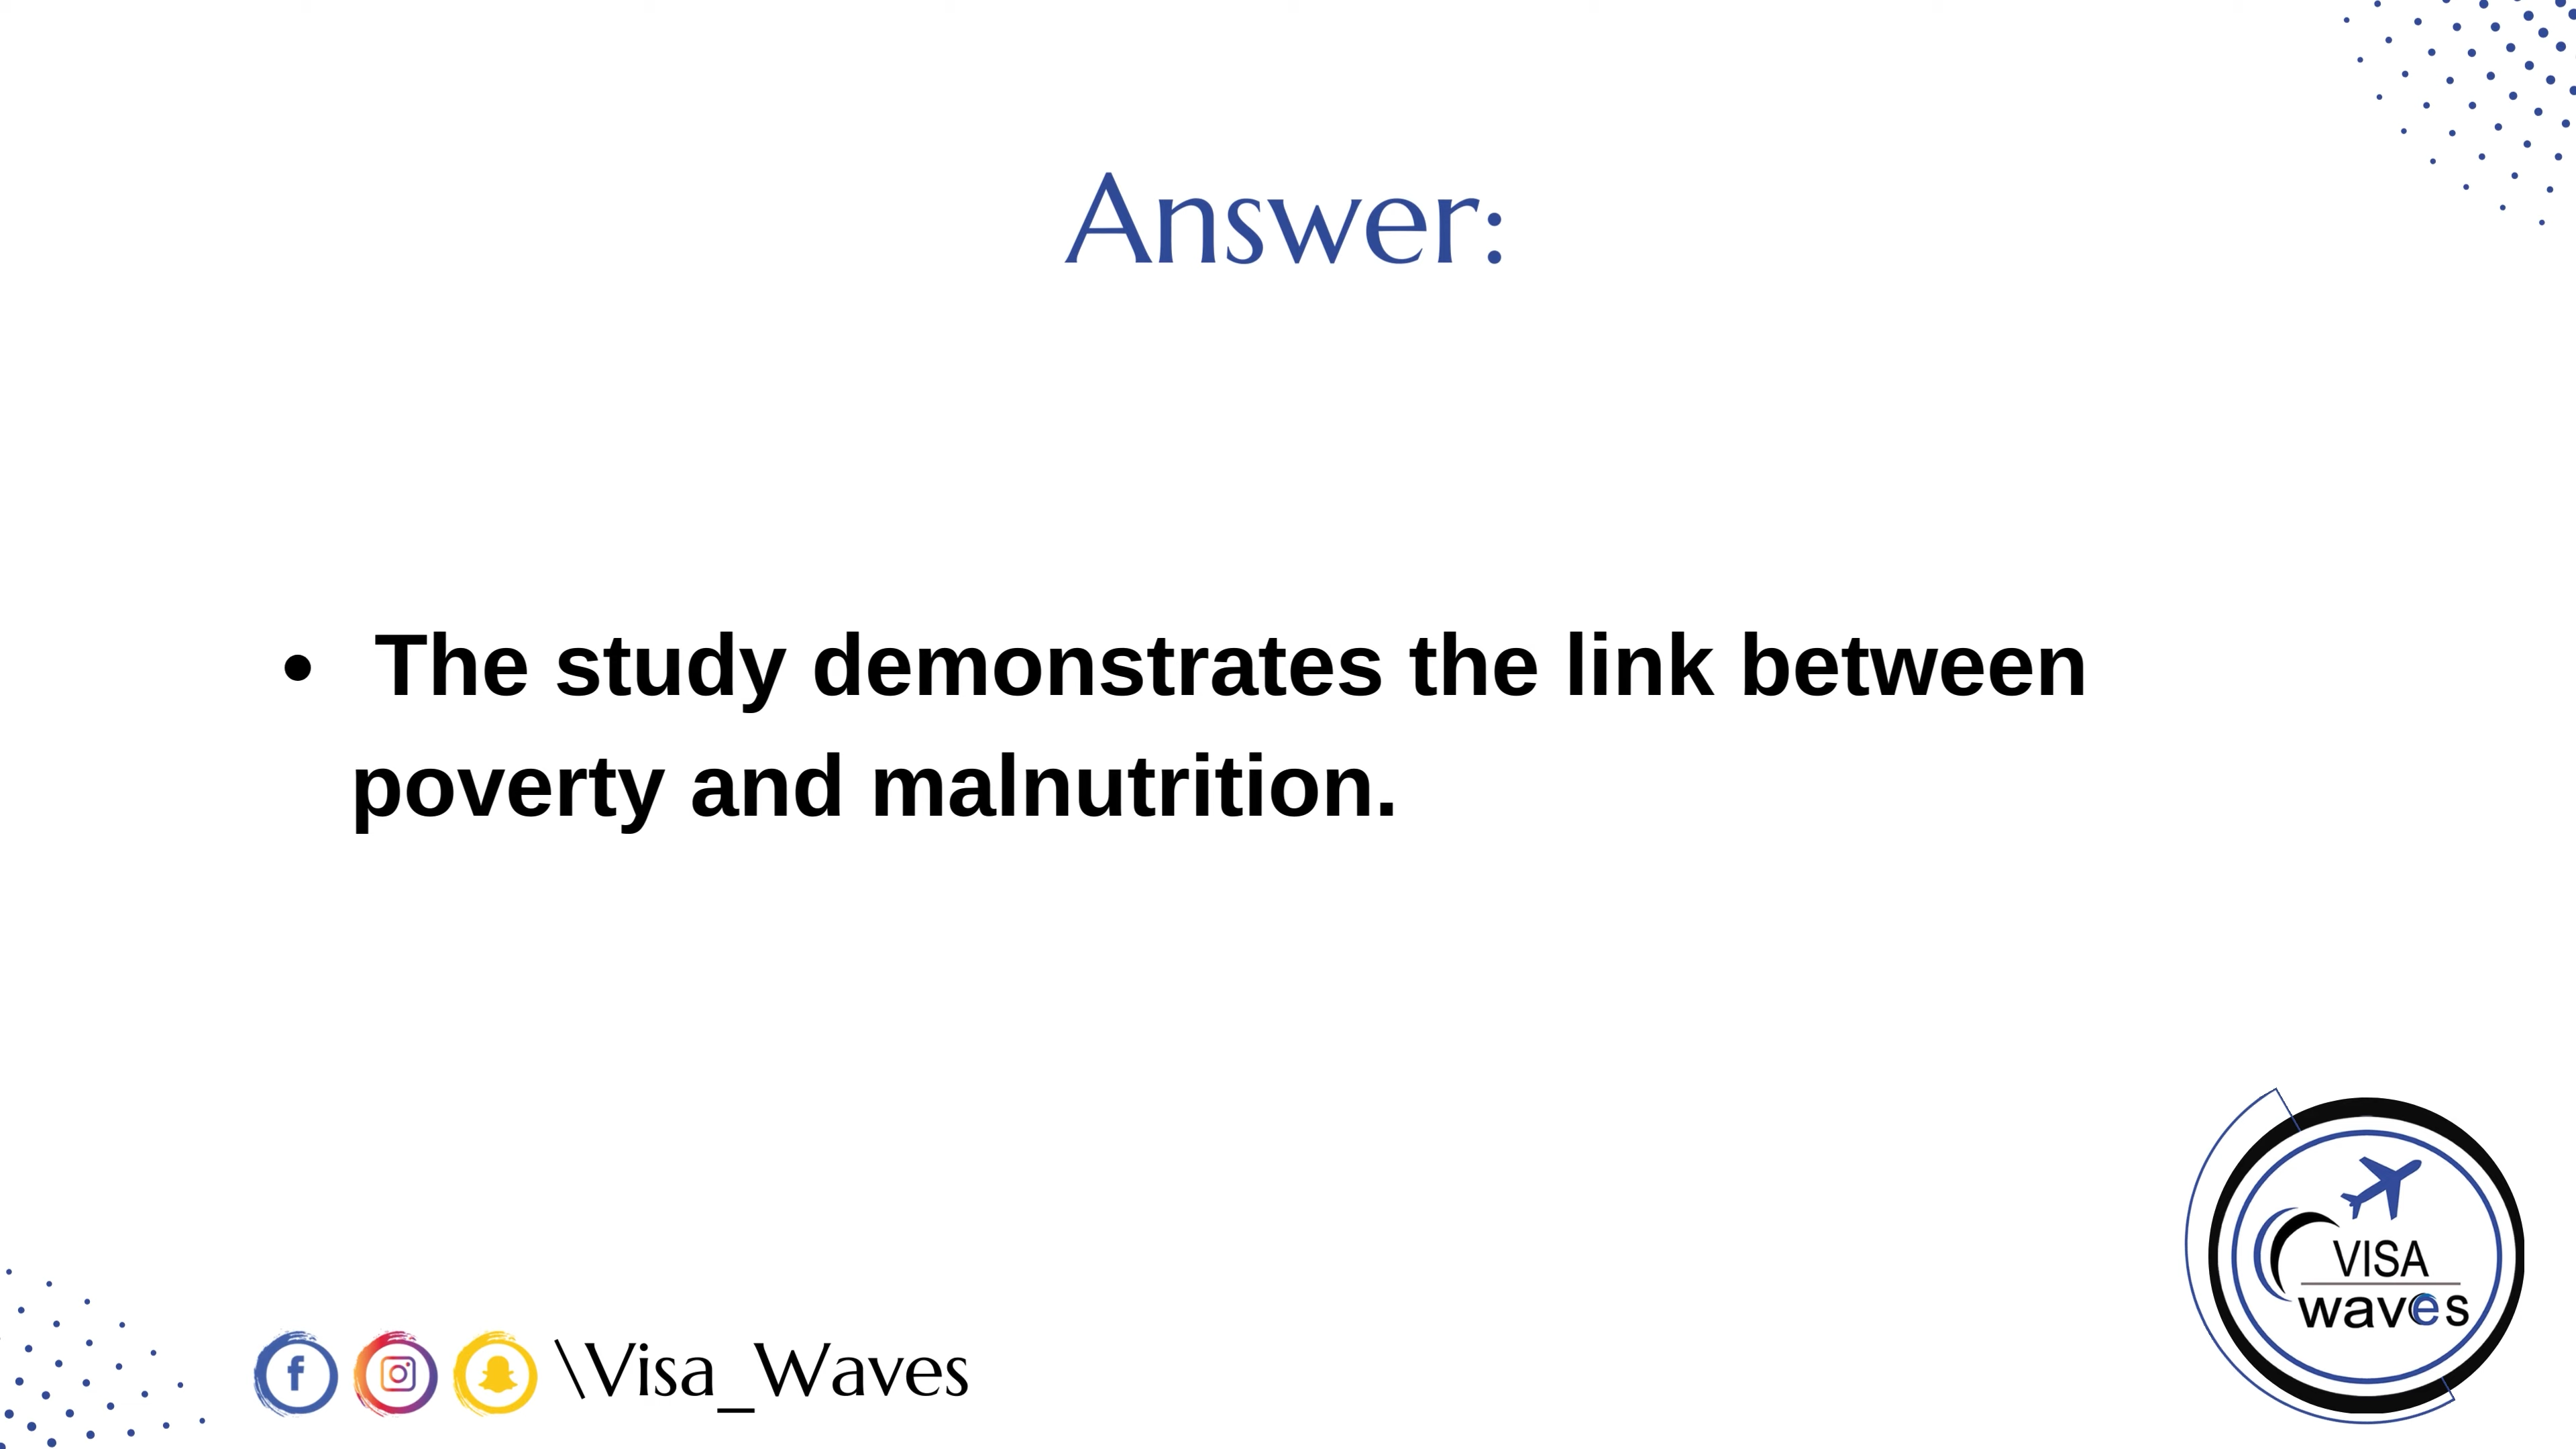 Answer:
• The study demonstrates the link between
poverty and malnutrition.
VISA
waves
\Visa_Waves